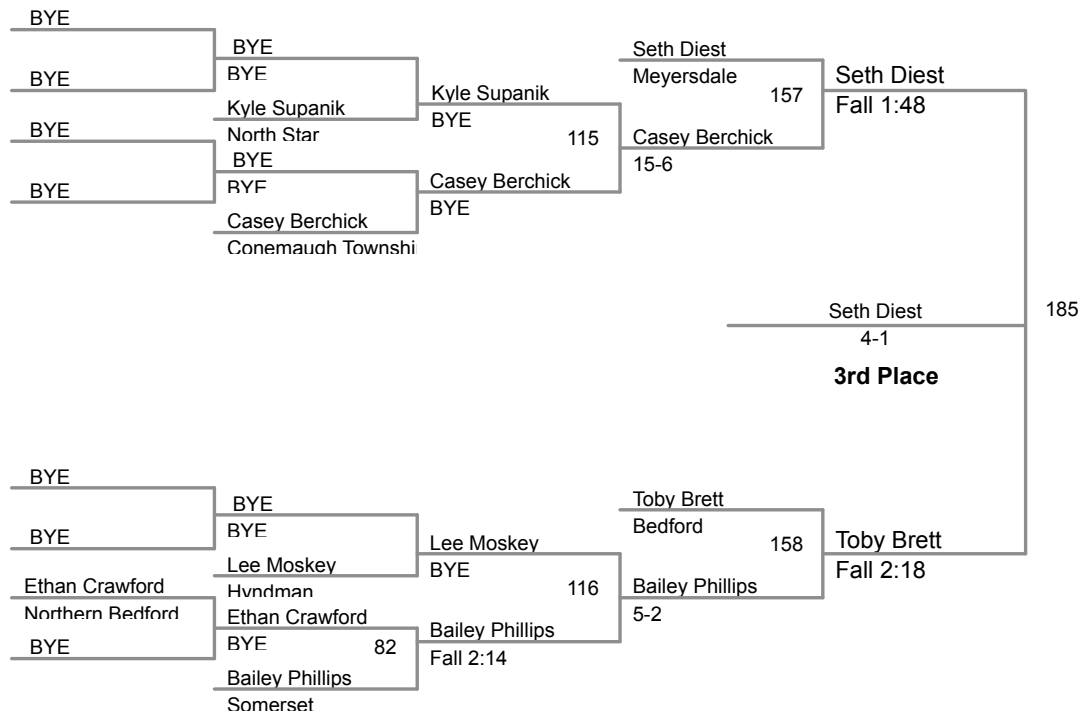 BYE
BYE
BYE
BYE
BYE
BYE
Kyle Supanik
North Star
BYE
BYE
Casey Berchick
Conemaugh Townshi
Kyle Supanik
BYE
115
Casey Berchick
BYE
Seth Diest
Meyersdale
157
Casey Berchick
15-6
Seth Diest
Fall 1:48
Seth Diest
4-1
3rd Place
185
BYE
BYE
Ethan Crawford
Northern Bedford
BYE
BYE
BYE
Lee Moskey
Hyndman
Ethan Crawford
BYE
82
Bailey Phillips
Somerset
Lee Moskey
BYE
116
Bailey Phillips
Fall 2:14
Toby Brett
Bedford
158
Bailey Phillips
5-2
Toby Brett
Fall 2:18